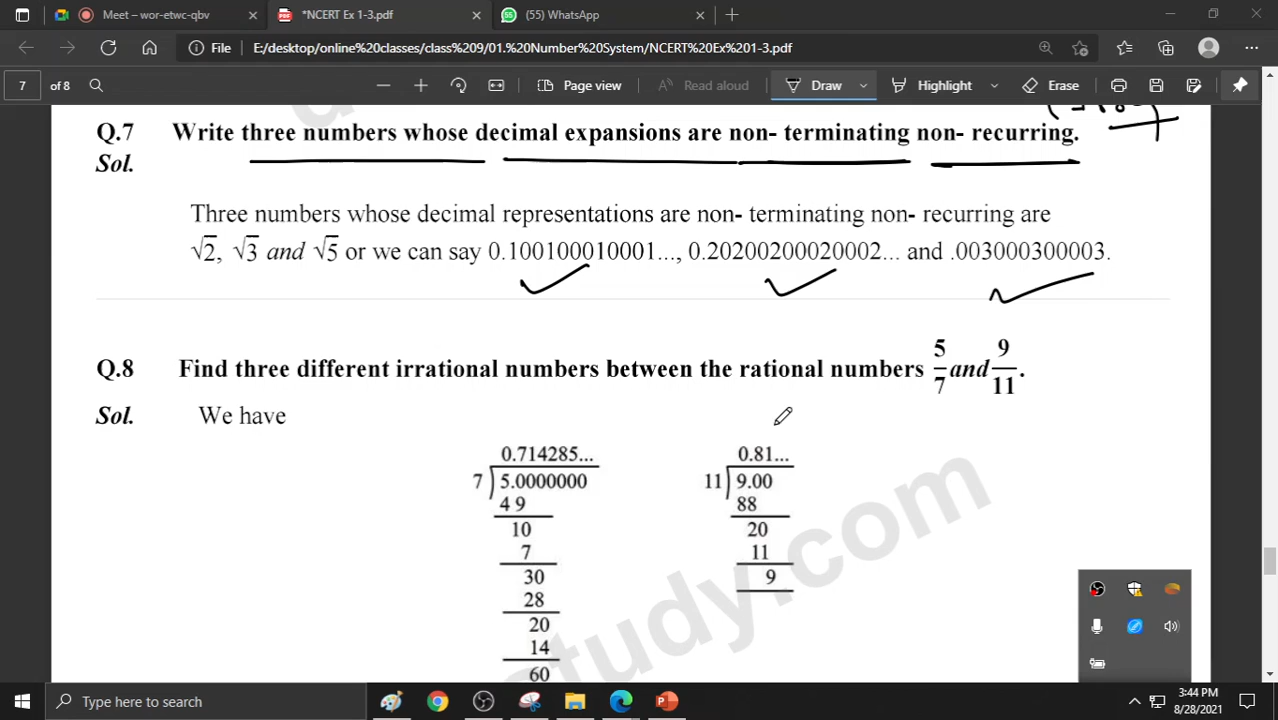 Meet – wor-etwc-qbv
*NCERT Ex 1-3.pdf
(55) WhatsApp
File E:/desktop/online%20classes/class%209/01.%20Number%20System/NCERT%20Ex%201-3.pdf
7 of 8
Page view
Read aloud
Draw
Highlight
Erase
Q.7 Write three numbers whose decimal expansions are non- terminating non- recurring.
Sol.
Three numbers whose decimal representations are non- terminating non- recurring are
√2, √3 and √5 or we can say 0.100100010001..., 0.20200200020002... and .003000300003.
Q.8 Find three different irrational numbers between the rational numbers 5/7 and 9/11.
Sol. We have
0.714285...
7 5.0000000
4 9
10
7
30
28
20
14
60
0.81...
11 9.00
88
20
11
9
study.com
Type here to search
3:44 PM
8/28/2021